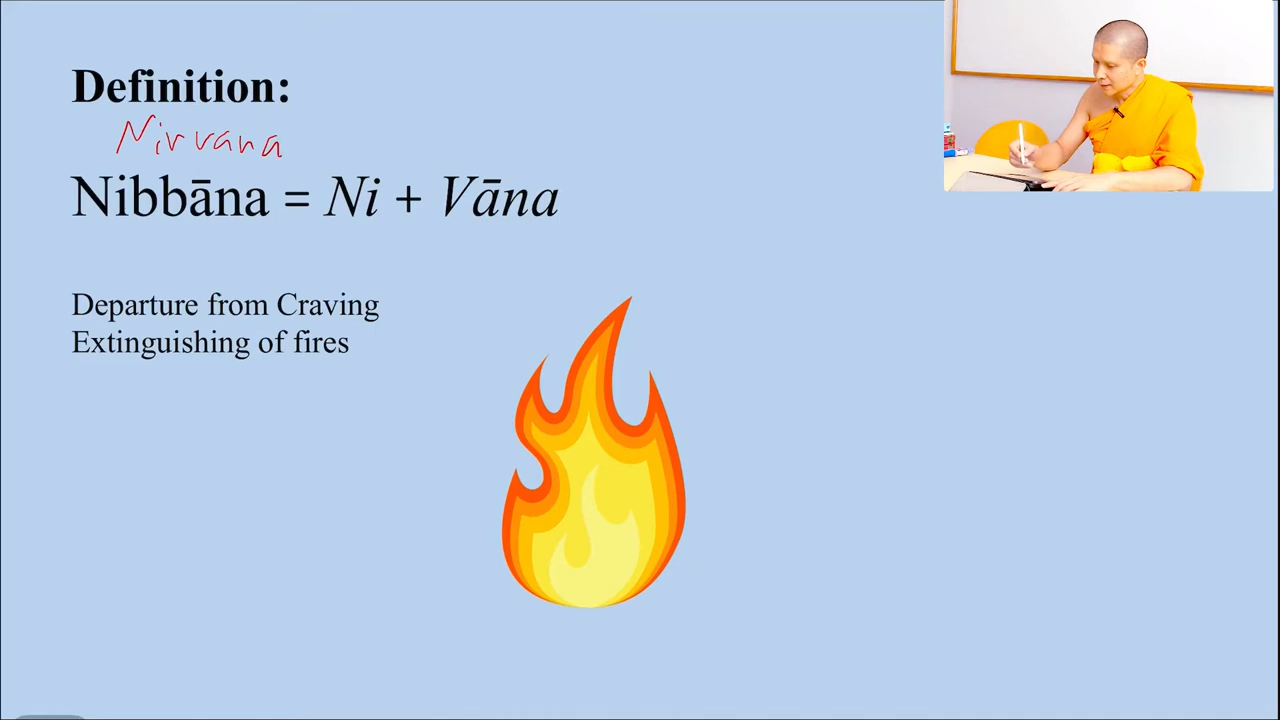 Definition:
Nirvana
Nibbāna = Ni + Vāna
Departure from Craving
Extinguishing of fires